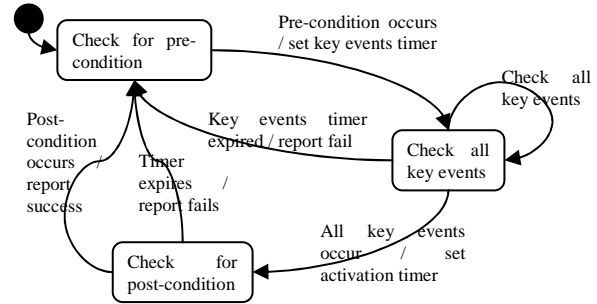 Pre-condition occurs
/ set key events timer
Check for pre-
condition
Check all
key events
Post-
condition
occurs /
report
success
Key events timer
expired / report fail
Timer
expires /
report fails
Check all
key events
All key events
occur / set
activation timer
Check for
post-condition